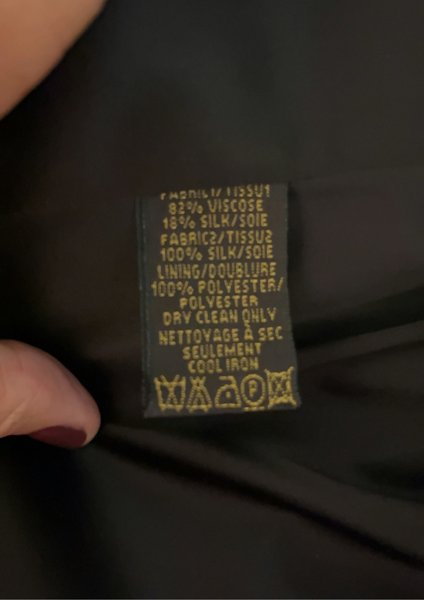 FABRIC1/TISSU1
82% VISCOSE
18% SILK/SOIE
FABRIC2/TISSU2
100% SILK/SOIE
LINING/DOUBLURE
100% POLYESTER/
POLYESTER
DRY CLEAN ONLY
NETTOYAGE À SEC
SEULEMENT
COOL IRON
P